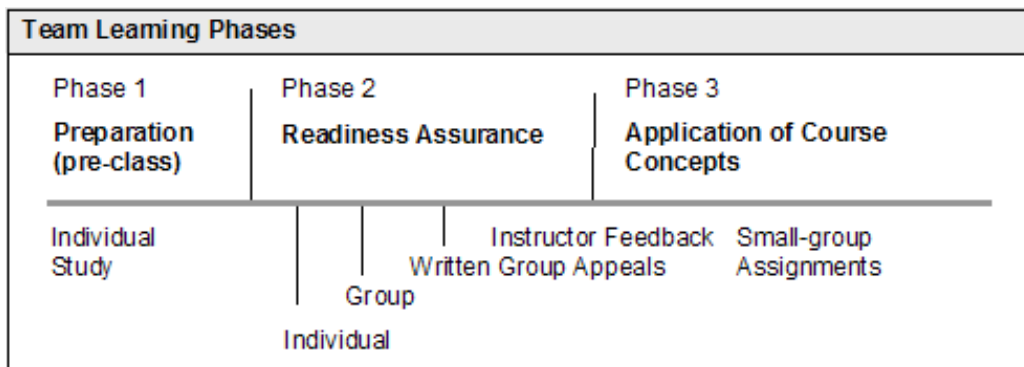 Team Learning Phases
Phase 1
Preparation
(pre-class)
Phase 2
Readiness Assurance
Phase 3
Application of Course
Concepts
Individual
Study
Individual
Group
Written Group Appeals
Instructor Feedback
Small-group
Assignments